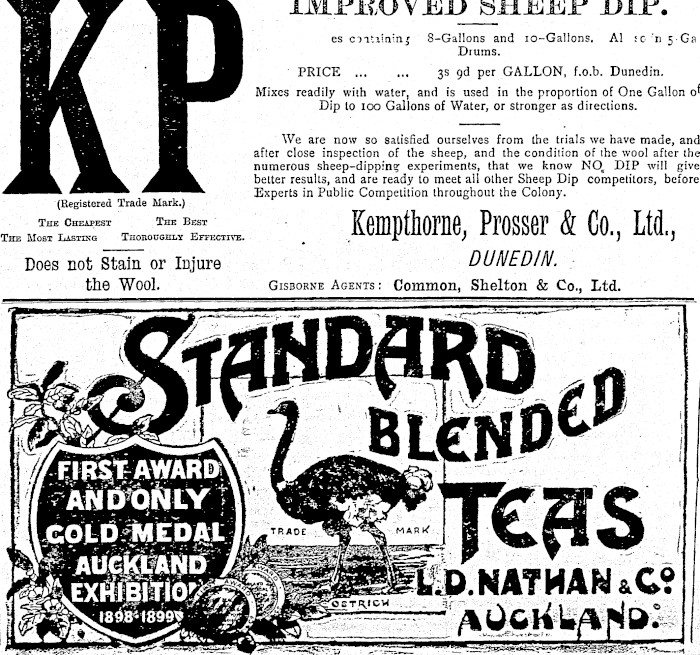 KP
(Registered Trade Mark.)
THE CHEAPEST THE BEST
THE MOST LASTING THOROUGHLY EFFECTIVE.
Does not Stain or Injure
the Wool.
IMPROVED SHEEP DIP.
es containing 8-Gallons and 10-Gallons. Al in 5 Ga
Drums.
PRICE ... ... 3s 9d per GALLON, f.o.b. Dunedin.
Mixes readily with water, and is used in the proportion of One Gallon of
Dip to 100 Gallons of Water, or stronger as directions.
We are now so satisfied ourselves from the trials we have made, and
after close inspection of the sheep, and the condition of the wool after the
numerous sheep-dipping experiments, that we know NO DIP will give
better results, and are ready to meet all other Sheep Dip competitors, before
Experts in Public Competition throughout the Colony.
Kempthorne, Prosser & Co., Ltd.,
DUNEDIN.
GISBORNE AGENTS: Common, Shelton & Co., Ltd.
STANDARD
BLENDED
TEAS
FIRST AWARD
AND ONLY
GOLD MEDAL
AUCKLAND
EXHIBITION
1898-1899
TRADE MARK
OSTRICH
L.D. NATHAN & Co.
AUCKLAND.